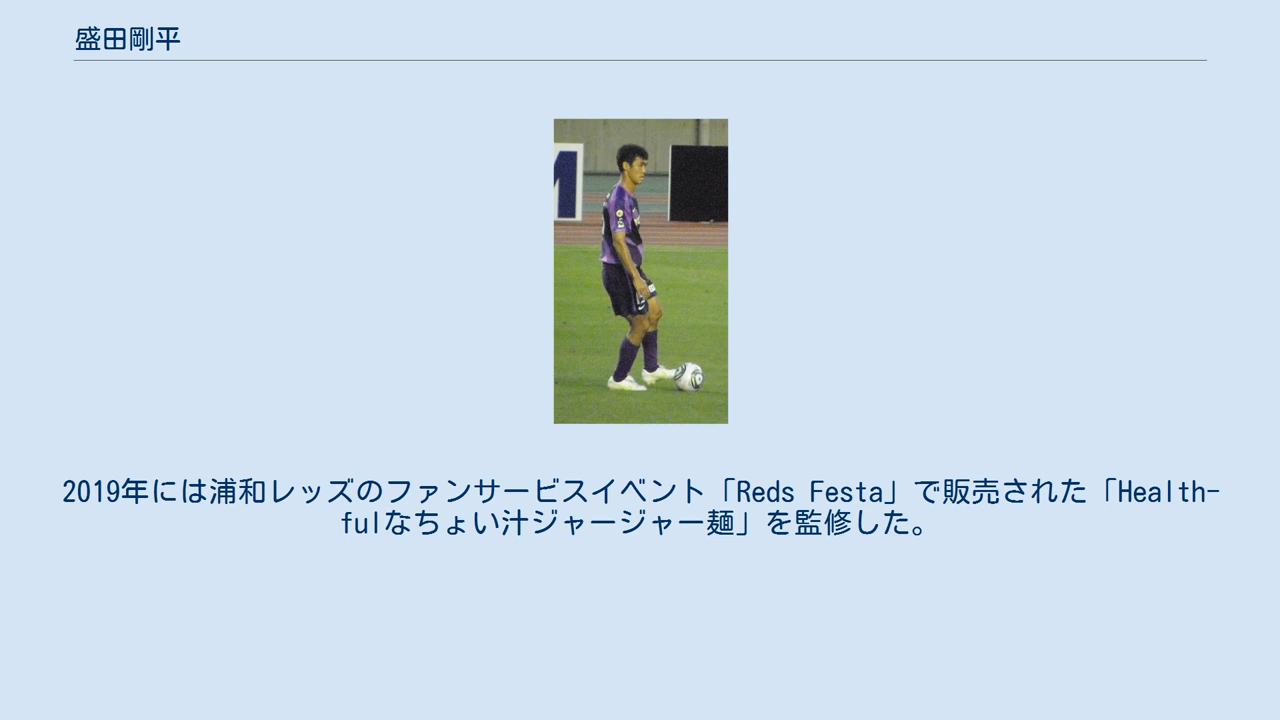 盛田剛平
2019年には浦和レッズのファンサービスイベント「Reds Festa」で販売された「Health-
fulなちょい汁ジャージャー麺」を監修した。